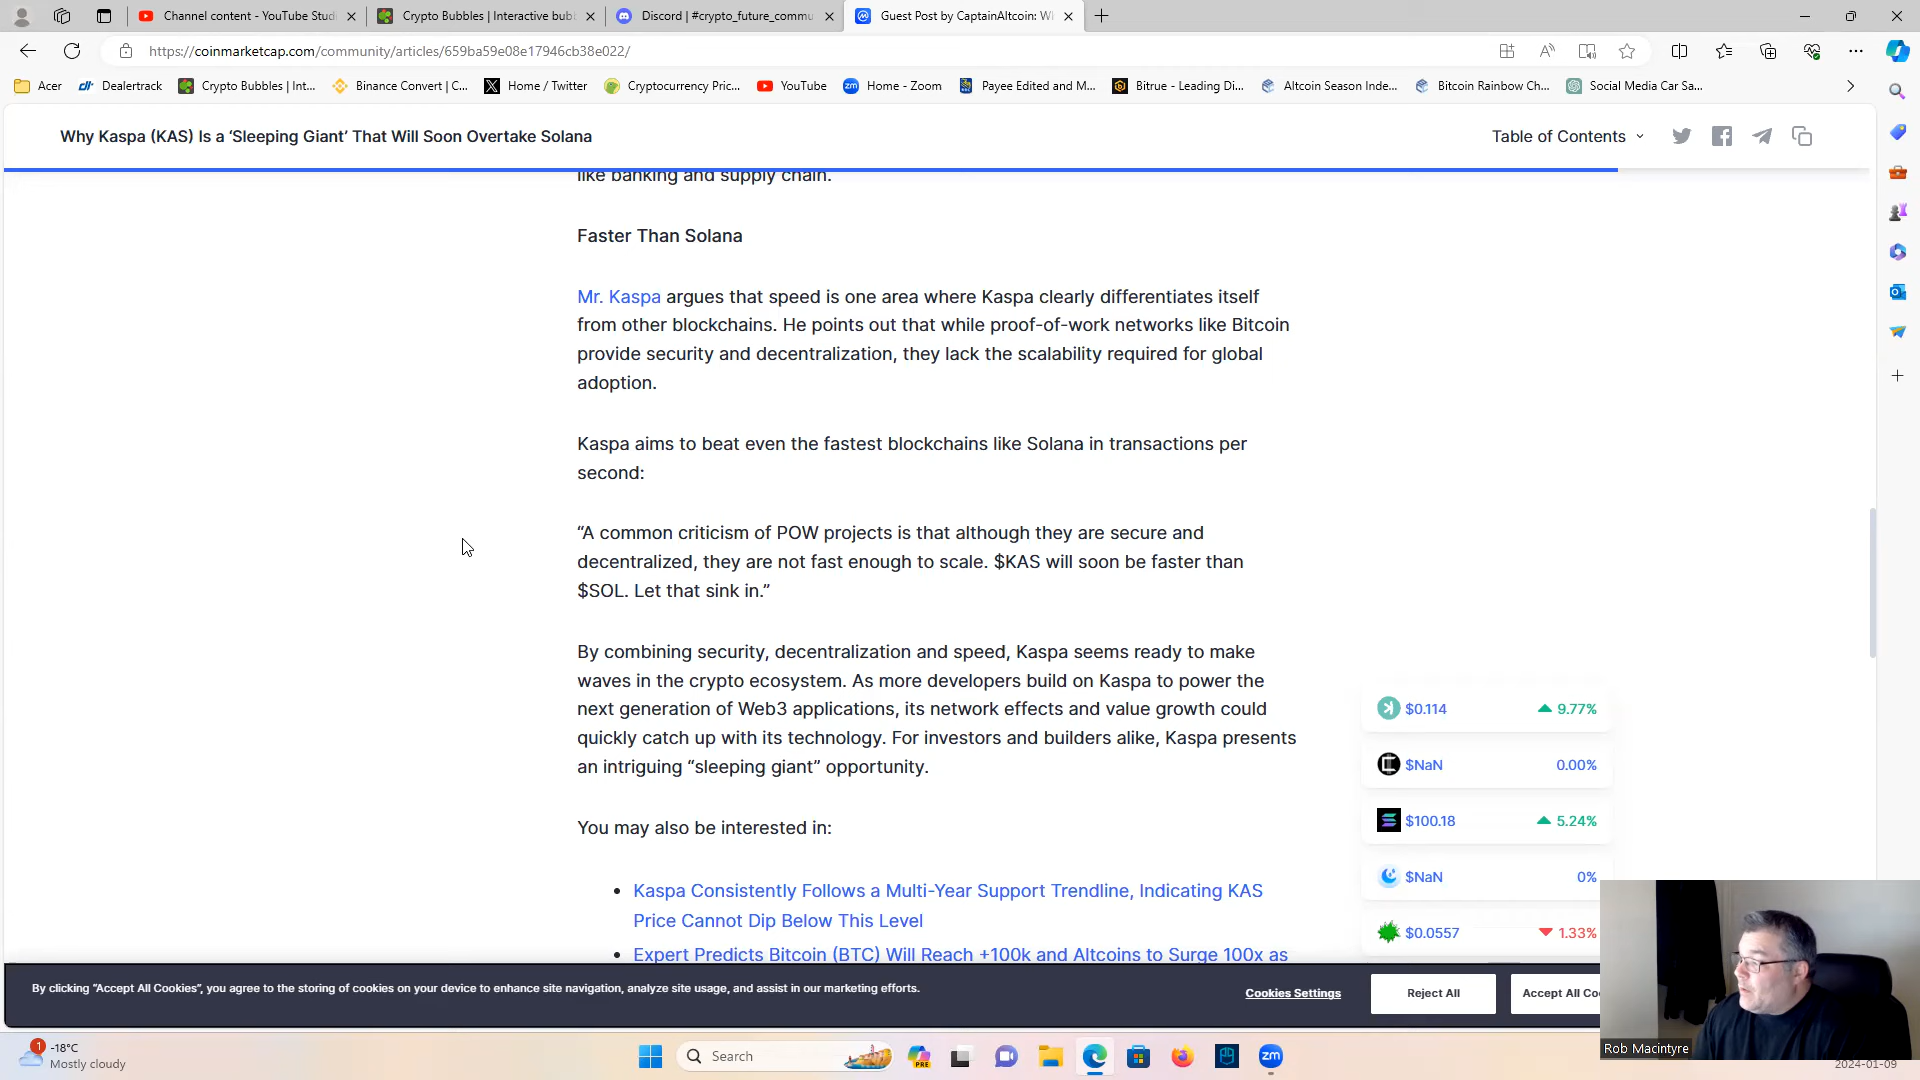 Channel content - YouTube Studi
Crypto Bubbles | Interactive bubb
Discord | #crypto_future_commu
Guest Post by CaptainAltcoin: Wh
https://coinmarketcap.com/community/articles/659ba59e08e17946cb38e022/
Acer
Dealertrack
Crypto Bubbles | Int...
Binance Convert | C...
Home / Twitter
Cryptocurrency Pric...
YouTube
Home - Zoom
Payee Edited and M...
Bitrue - Leading Di...
Altcoin Season Inde...
Bitcoin Rainbow Ch...
Social Media Car Sa...
Why Kaspa (KAS) Is a ‘Sleeping Giant’ That Will Soon Overtake Solana
Table of Contents
like banking and supply chain.
Faster Than Solana
Mr. Kaspa argues that speed is one area where Kaspa clearly differentiates itself
from other blockchains. He points out that while proof-of-work networks like Bitcoin
provide security and decentralization, they lack the scalability required for global
adoption.
Kaspa aims to beat even the fastest blockchains like Solana in transactions per
second:
“A common criticism of POW projects is that although they are secure and
decentralized, they are not fast enough to scale. $KAS will soon be faster than
$SOL. Let that sink in.”
By combining security, decentralization and speed, Kaspa seems ready to make
waves in the crypto ecosystem. As more developers build on Kaspa to power the
next generation of Web3 applications, its network effects and value growth could
quickly catch up with its technology. For investors and builders alike, Kaspa presents
an intriguing “sleeping giant” opportunity.
You may also be interested in:
Kaspa Consistently Follows a Multi-Year Support Trendline, Indicating KAS
Price Cannot Dip Below This Level
Expert Predicts Bitcoin (BTC) Will Reach +100k and Altcoins to Surge 100x as
$0.114 9.77%
$NaN 0.00%
$100.18 5.24%
$NaN 0%
$0.0557 1.33%
By clicking “Accept All Cookies”, you agree to the storing of cookies on your device to enhance site navigation, analyze site usage, and assist in our marketing efforts.
Cookies Settings
Reject All
Accept All Co
Rob Macintyre
1
-18°C
Mostly cloudy
Search
PRE
zm
2024-01-09